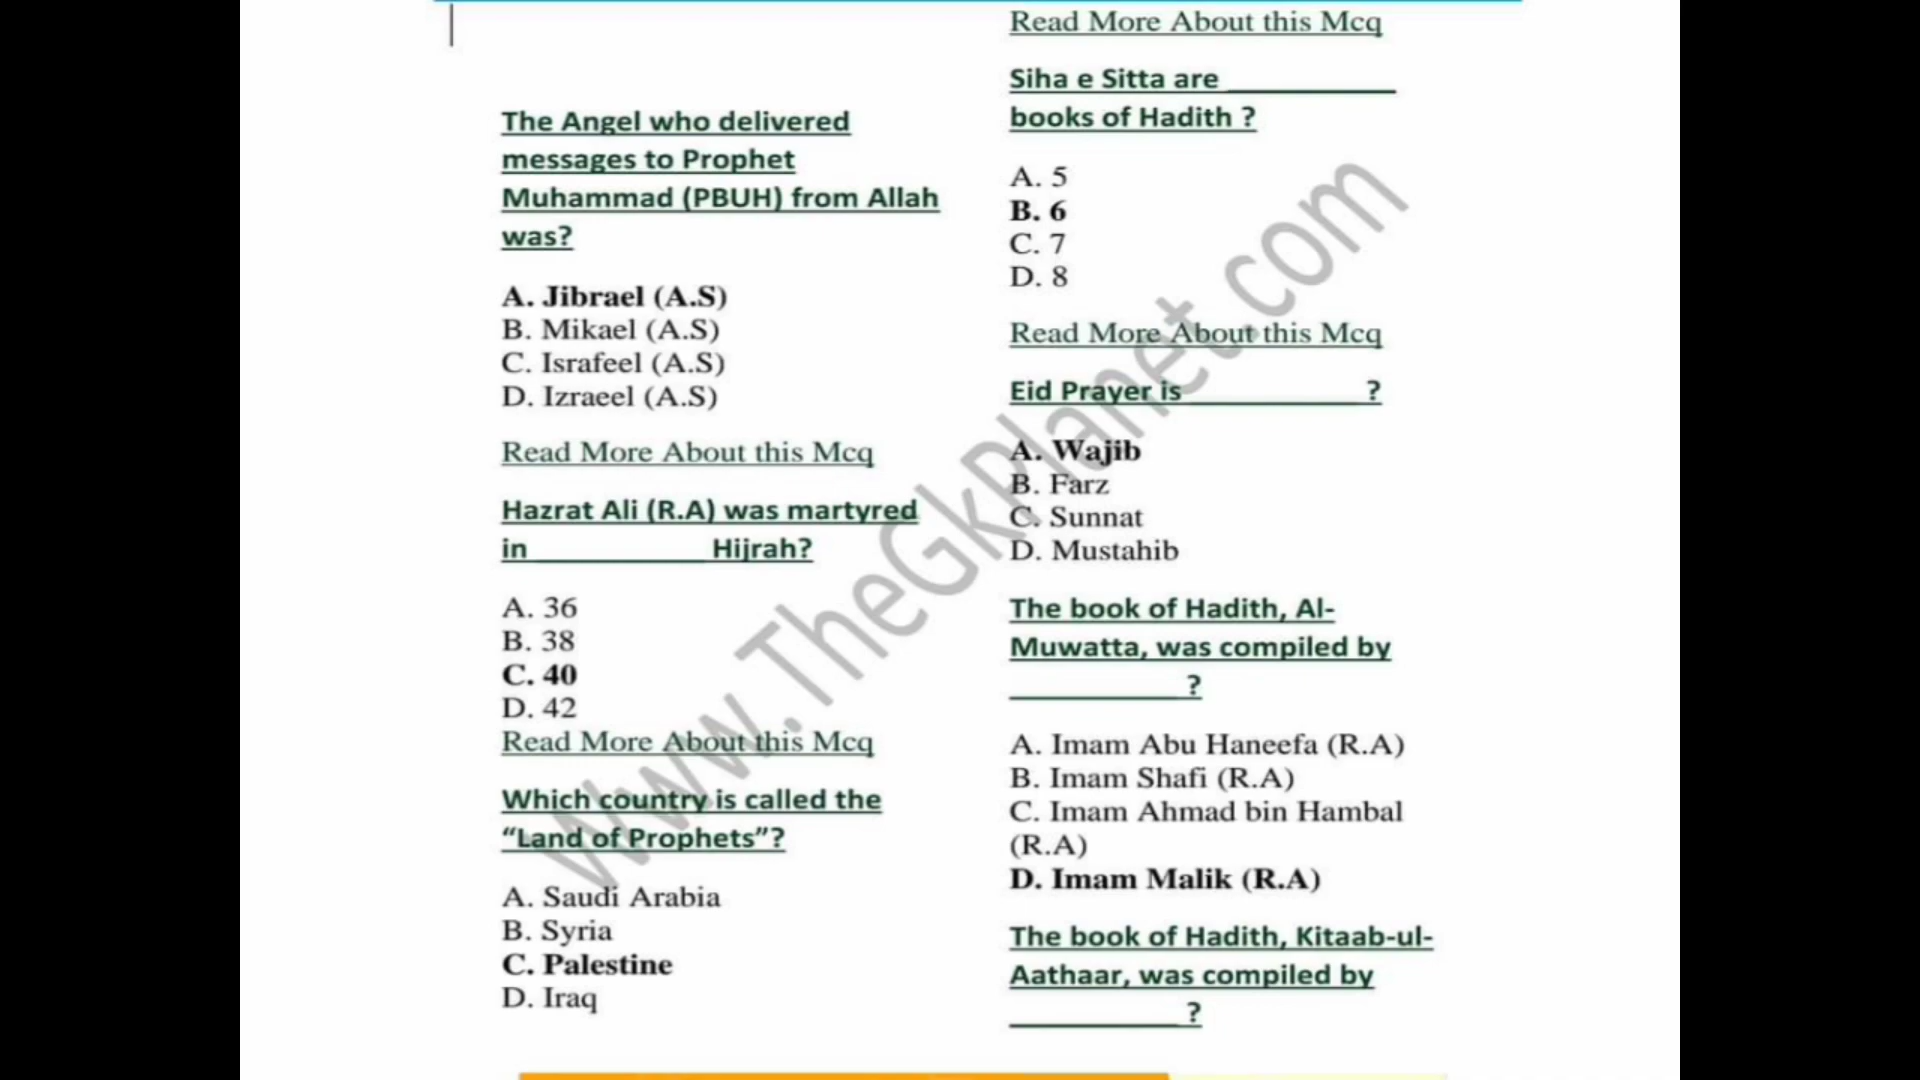 The Angel who delivered
messages to Prophet
Muhammad (PBUH) from Allah
was?
A. Jibrael (A.S)
B. Mikael (A.S)
C. Israfeel (A.S)
D. Izraeel (A.S)
Read More About this Mcq
Hazrat Ali (R.A) was martyred
in___________ Hijrah?
A. 36
B. 38
C. 40
D. 42
Read More About this Mcq
Which country is called the
“Land of Prophets”?
A. Saudi Arabia
B. Syria
C. Palestine
D. Iraq
Read More About this Mcq
Siha e Sitta are ___________
books of Hadith ?
A. 5
B. 6
C. 7
D. 8
Read More About this Mcq
Eid Prayer is___________ ?
A. Wajib
B. Farz
C. Sunnat
D. Mustahib
The book of Hadith, Al-
Muwatta, was compiled by
___________ ?
A. Imam Abu Haneefa (R.A)
B. Imam Shafi (R.A)
C. Imam Ahmad bin Hambal
(R.A)
D. Imam Malik (R.A)
The book of Hadith, Kitaab-ul-
Aathaar, was compiled by
___________ ?
Www.TheGkPlanet.com